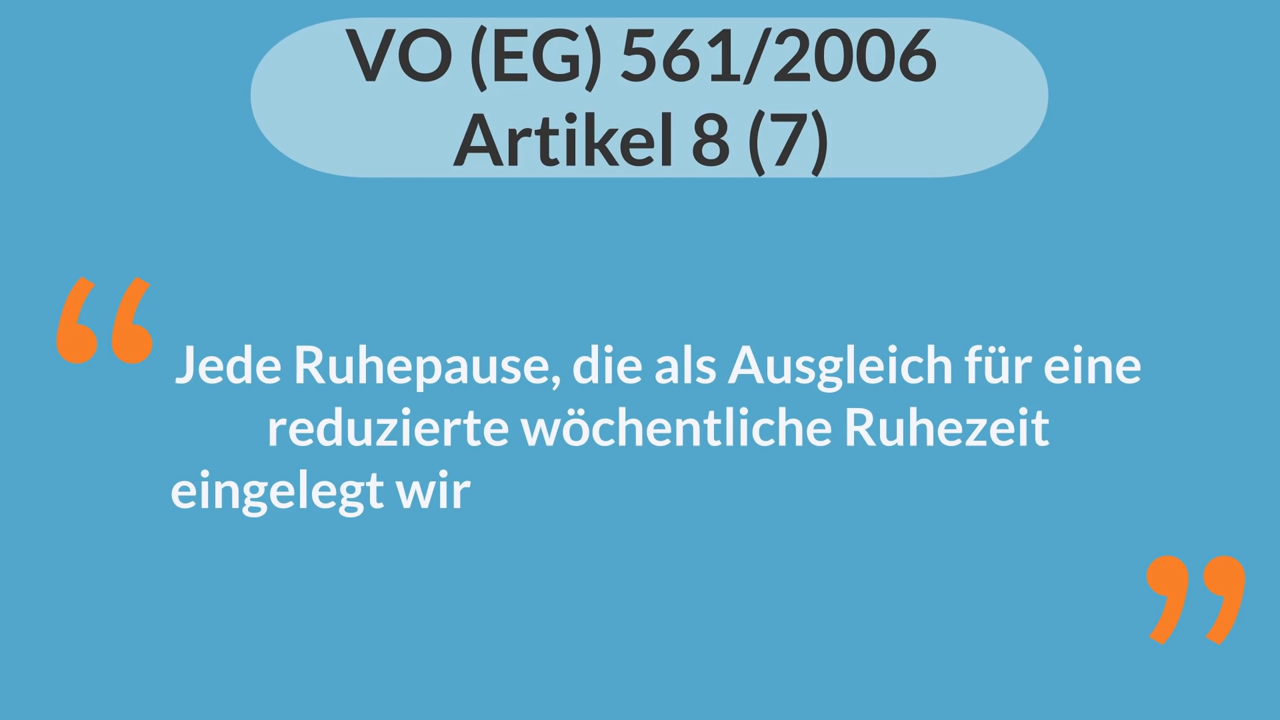 VO (EG) 561/2006
Artikel 8 (7)
“ Jede Ruhepause, die als Ausgleich für eine
reduzierte wöchentliche Ruhezeit
eingelegt wir
”